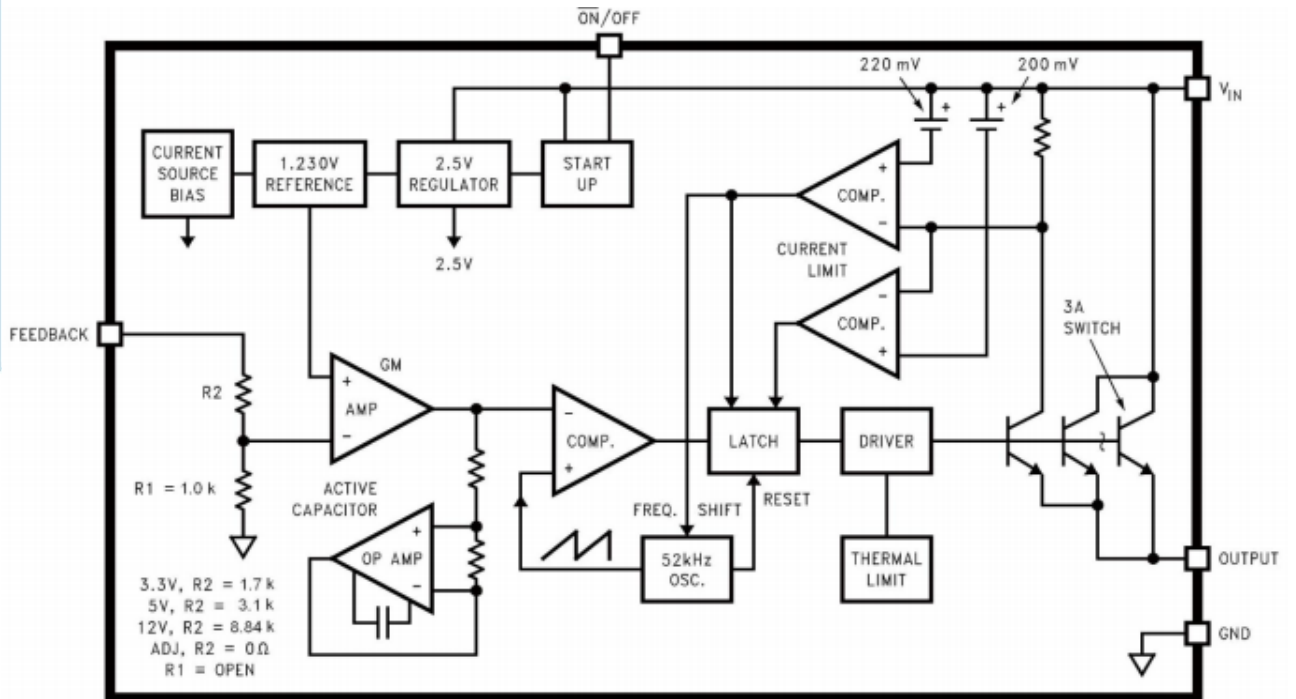 ON/OFF
220 mV
200 mV
VIN
CURRENT
SOURCE
BIAS
1.230V
REFERENCE
2.5V
REGULATOR
START
UP
+
+
+
COMP.
-
2.5V
CURRENT
LIMIT
-
COMP.
+
3A
SWITCH
FEEDBACK
GM
+
AMP
-
R2
-
COMP.
+
LATCH
DRIVER
R1 = 1.0 k
ACTIVE
CAPACITOR
+
OP AMP
-
FREQ. SHIFT
RESET
52kHz
OSC.
THERMAL
LIMIT
OUTPUT
3.3V, R2 = 1.7 k
5V, R2 = 3.1 k
12V, R2 = 8.84 k
ADJ, R2 = 0Ω
R1 = OPEN
GND